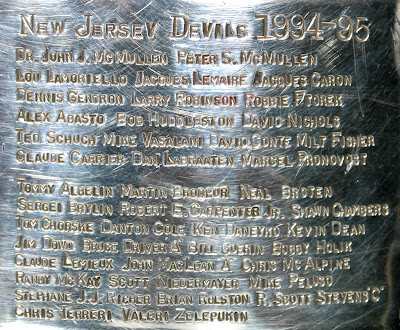 NEW JERSEY DEVILS 1994-95
DR. JOHN J. MCMULLEN PETER S. MCMULLEN
LOU LAMORIELLO JACQUES LEMAIRE JACQUES CARON
DENNIS GENDRON LARRY ROBINSON ROBBIE FTOREK
ALEX ABASTO BOB HUDDLESTON DAVID NICHOLS
TED SCHUCH MIKE VASALANI DAVID CONTE MILT FISHER
CLAUDE CARRIER DAN LABRAATEN MARCEL PRONOVOST
TOMMY ALBELIN MARTIN BRODEUR NEAL BROTEN
SERGEI BRYLIN ROBERT E. CARPENTER JR. SHAWN CHAMBERS
TOM CHORSKE DANTON COLE KEN DANEYKO KEVIN DEAN
JIM DOWD BRUCE DRIVER A BILL GUERIN BOBBY HOLIK
CLAUDE LEMIEUX JOHN MACLEAN A CHRIS MCALPINE
RANDY MCKAY SCOTT NIEDERMAYER MIKE PELUSO
STEPHANE J.J. RICHER BRIAN ROLSTON R. SCOTT STEVENS "C"
CHRIS TERRERI VALERI ZELEPUKIN